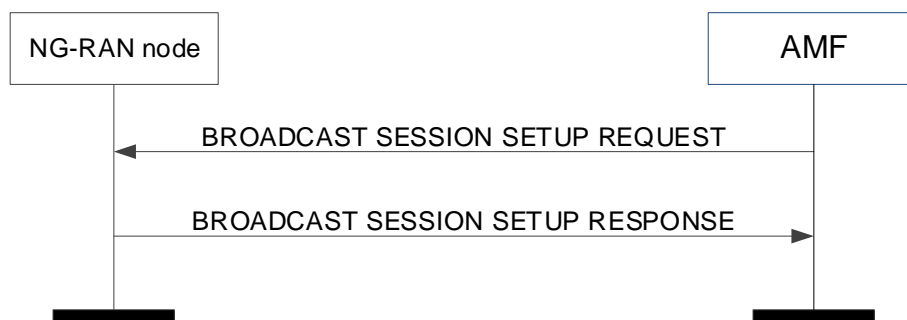 NG-RAN node
AMF
BROADCAST SESSION SETUP REQUEST
BROADCAST SESSION SETUP RESPONSE